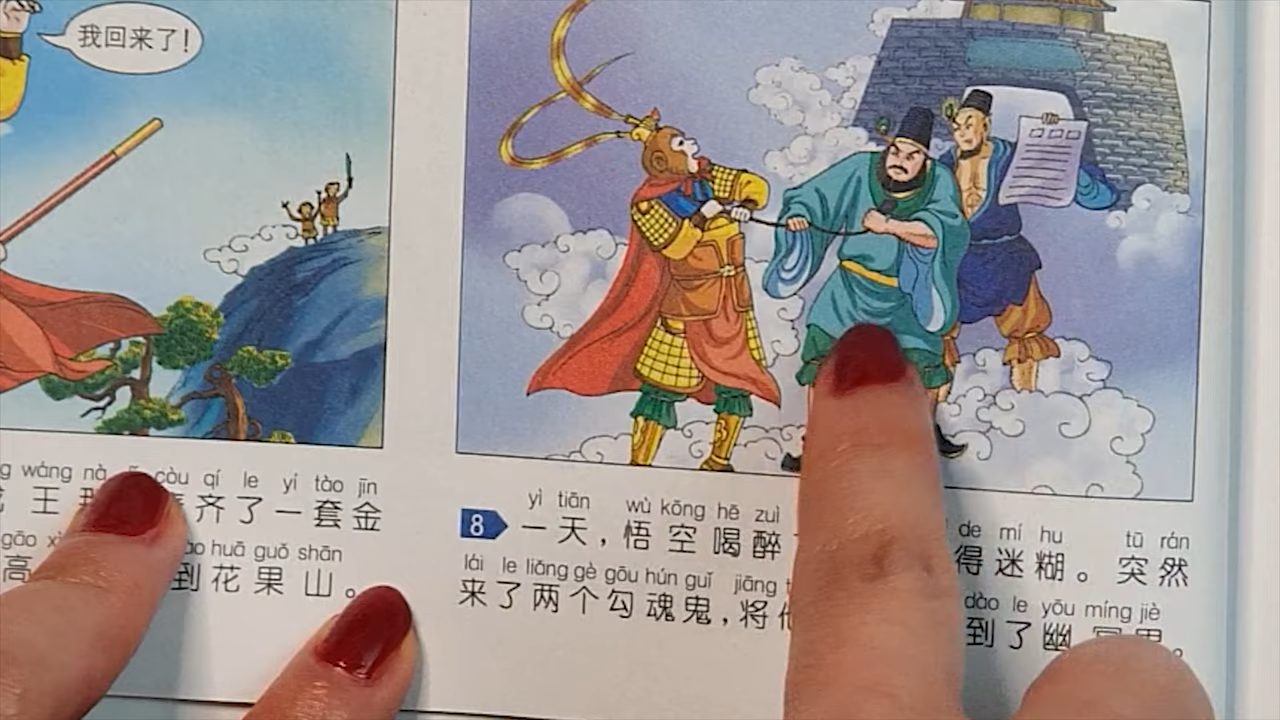 我回来了!
wáng nà còu qí le yí tào jīn
王 齐了一套金
gāo huā guǒ shān
高 到花果山。
8
yì tiān wù kōng hē zuì de mí hu tū rán
一天，悟空喝醉 得迷糊。突然
lái le liǎng gè gōu hún guǐ jiāng dào le yōu míng jiè
来了两个勾魂鬼，将 到了幽